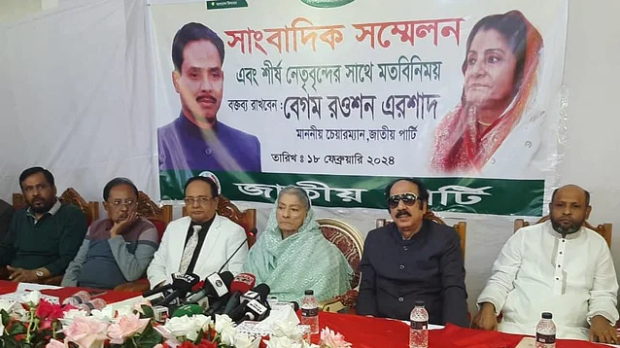 সাংবাদিক সম্মেলন
এবং শীর্ষ নেতৃবৃন্দের সাথে মতবিনিময়
বক্তব্য রাখবেন : বেগম রওশন এরশাদ
মাননীয় চেয়ারম্যান, জাতীয় পার্টি
তারিখ : ১৮ ফেব্রুয়ারি ২০২৪
জাতীয় পার্টি